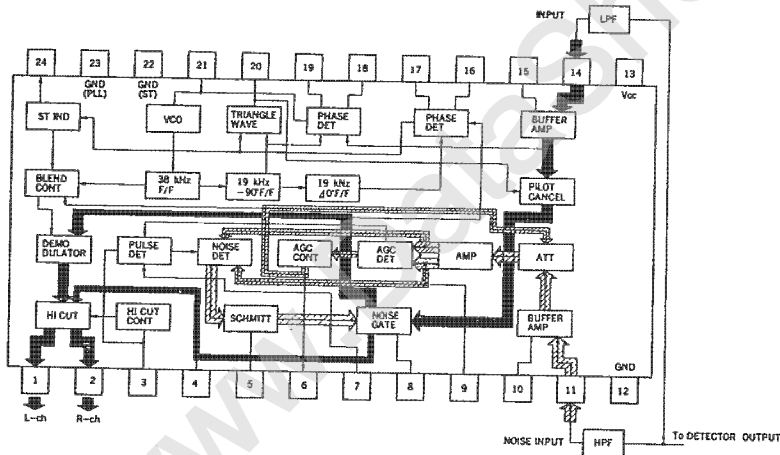 INPUT
LPF
24
23
22
21
20
19
18
17
16
15
14
13
GND
(PLL)
GND
(ST)
Vcc
ST IND
VCO
TRIANGLE
WAVE
PHASE
DET
PHASE
DET
BUFFER
AMP
BLEND
CONT
38 kHz
F/F
19 kHz
-90°F/F
19 kHz
∠0°F/F
PILOT
CANCEL
DEMO
DULATOR
PULSE
DET
NOISE
DET
AGC
CONT
AGC
DET
AMP
ATT
HI CUT
HI CUT
CONT
SCHMITT
NOISE
GATE
BUFFER
AMP
GND
1
2
3
4
5
6
7
8
9
10
11
12
L-ch
R-ch
NOISE INPUT
HPF
To DETECTOR OUTPUT
www.DataShe